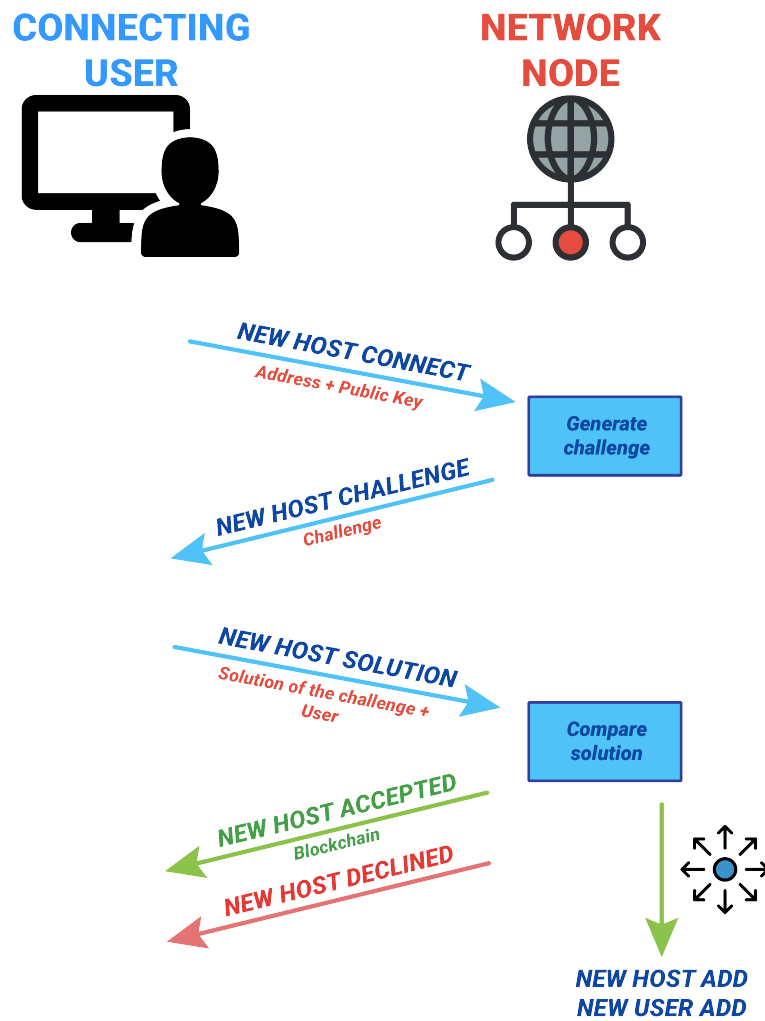 CONNECTING
USER
NETWORK
NODE
NEW HOST CONNECT
Address + Public Key
Generate
challenge
NEW HOST CHALLENGE
Challenge
NEW HOST SOLUTION
Solution of the challenge +
User
Compare
solution
NEW HOST ACCEPTED
Blockchain
NEW HOST DECLINED
NEW HOST ADD
NEW USER ADD